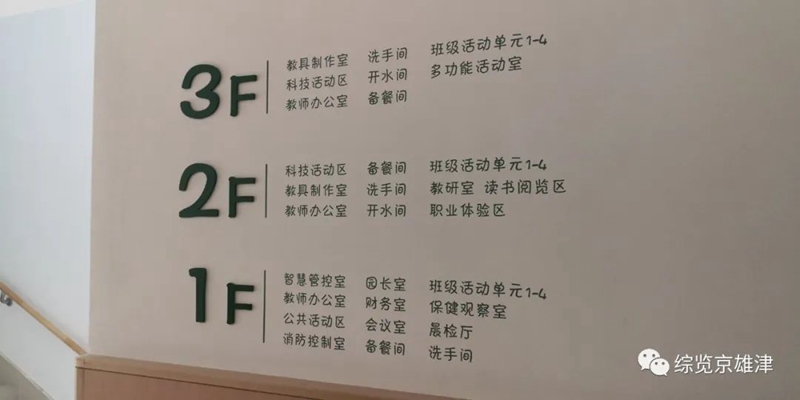 3F
教具制作室 洗手间 班级活动单元1-4
科技活动区 开水间 多功能活动室
教师办公室 备餐间
2F
科技活动区 备餐间 班级活动单元1-4
教具制作室 洗手间 教研室 读书阅览区
教师办公室 开水间 职业体验区
1F
智慧管控室 园长室 班级活动单元1-4
教师办公室 财务室 保健观察室
公共活动区 会议室 晨检厅
消防控制室 备餐间 洗手间
综览京雄津